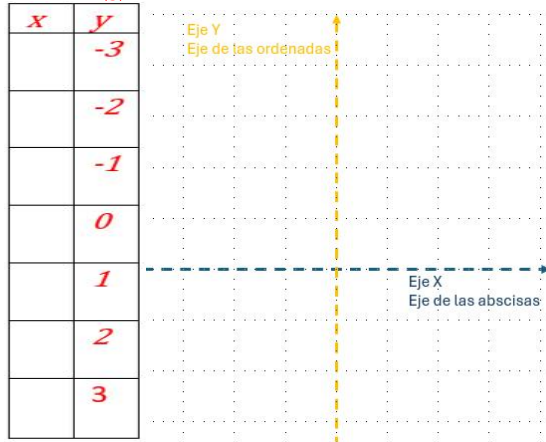 x y
-3
-2
-1
0
1
2
3
Eje Y
Eje de las ordenadas
Eje X
Eje de las abscisas